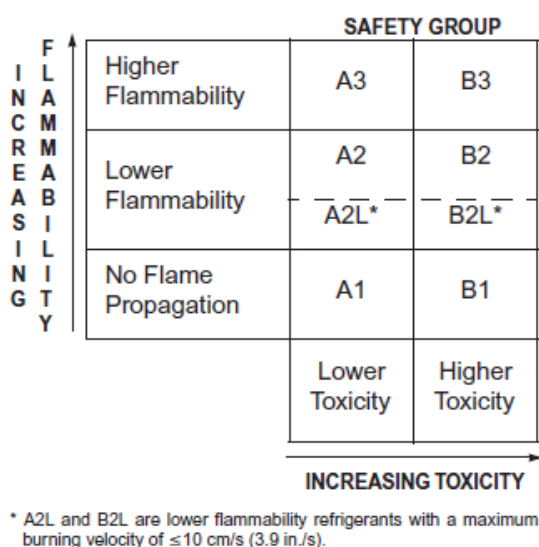 SAFETY GROUP
INCREASING
FLAMMABILITY
Higher
Flammability
A3
B3
Lower
Flammability
A2
B2
A2L*
B2L*
No Flame
Propagation
A1
B1
Lower
Toxicity
Higher
Toxicity
INCREASING TOXICITY
* A2L and B2L are lower flammability refrigerants with a maximum
burning velocity of ≤10 cm/s (3.9 in./s).